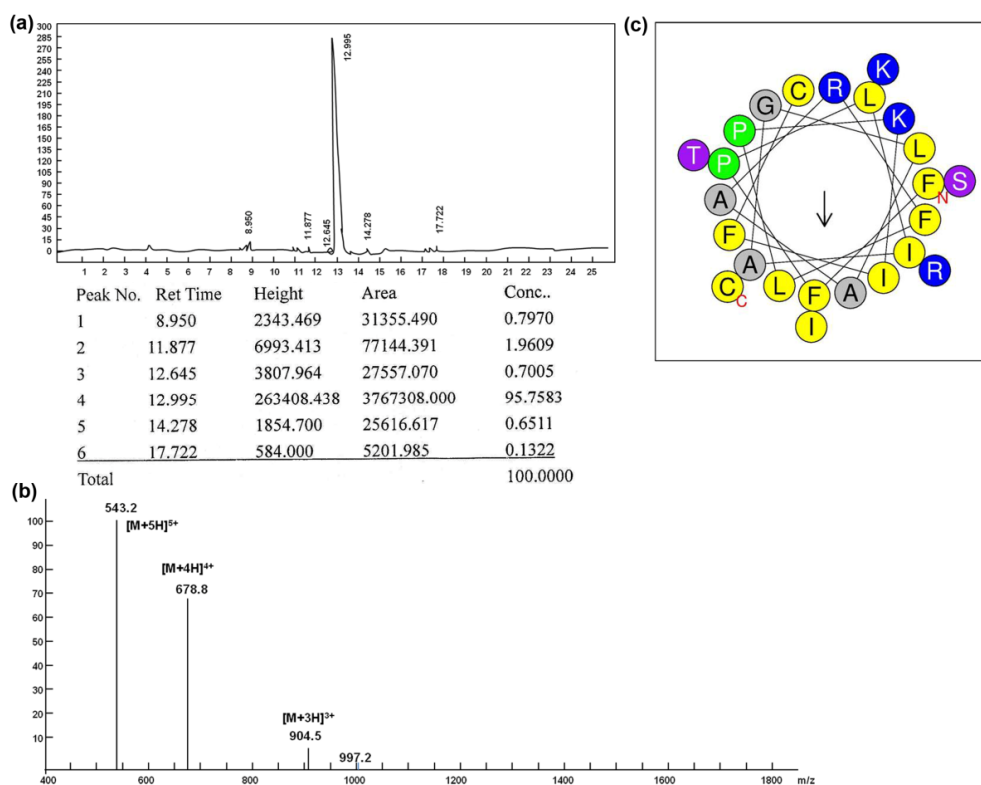 (a)
300
285
270
255
240
225
210
195
180
165
150
135
120
105
90
75
60
45
30
15
0
8.950
11.877
12.645
12.995
14.278
17.722
1 2 3 4 5 6 7 8 9 10 11 12 13 14 15 16 17 18 19 20 21 22 23 24 25
Peak No. Ret Time Height Area Conc..
1 8.950 2343.469 31355.490 0.7970
2 11.877 6993.413 77144.391 1.9609
3 12.645 3807.964 27557.070 0.7005
4 12.995 263408.438 3767308.000 95.7583
5 14.278 1854.700 25616.617 0.6511
6 17.722 584.000 5201.985 0.1322
Total 100.0000
(b)
543.2
[M+5H]⁵⁺
[M+4H]⁴⁺
678.8
[M+3H]³⁺
904.5
997.2
100
90
80
70
60
50
40
30
20
10
400 600 800 1000 1200 1400 1600 1800 m/z
(c)
K
C R L
G K
P L
T P F S
N
A F
F I R
A I
C L F A
C
I